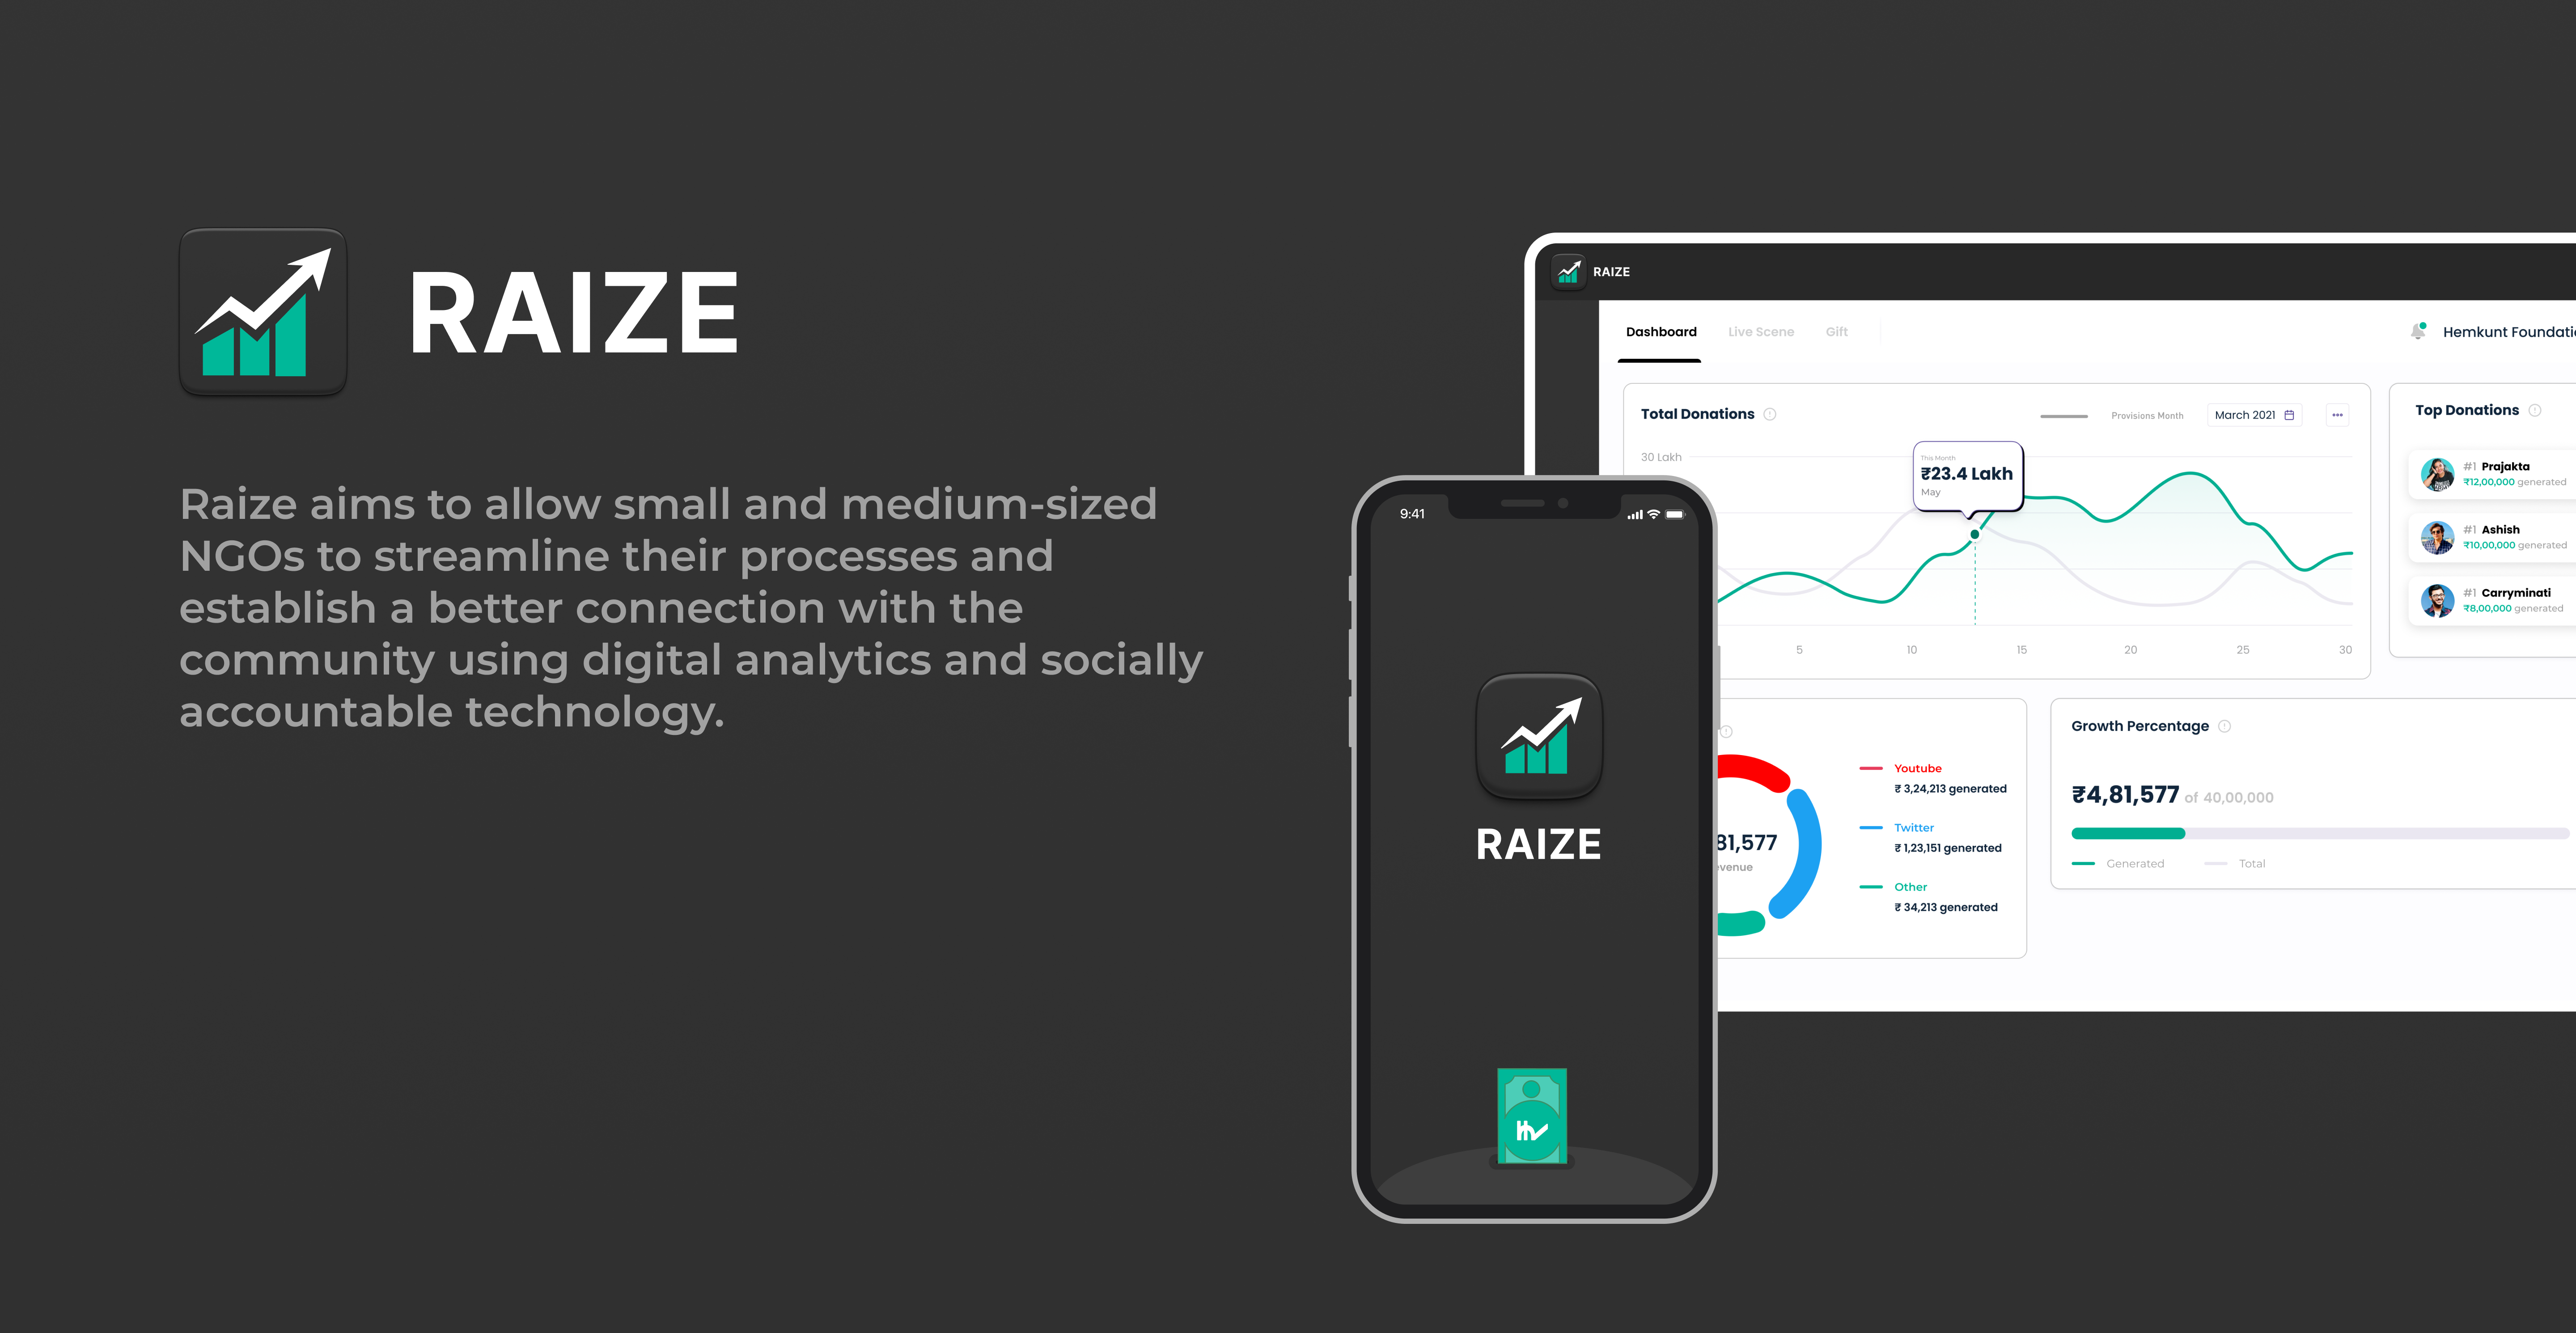 RAIZE
Raize aims to allow small and medium-sized
NGOs to streamline their processes and
establish a better connection with the
community using digital analytics and socially
accountable technology.
9:41
RAIZE
RAIZE
Dashboard
Live Scene
Gift
Hemkunt Foundatio
Total Donations
Provisions Month
March 2021
30 Lakh
This Month
₹23.4 Lakh
May
5
10
15
20
25
30
Top Donations
#1 Prajakta
₹12,00,000 generated
#1 Ashish
₹10,00,000 generated
#1 Carryminati
₹8,00,000 generated
81,577
venue
Youtube
₹ 3,24,213 generated
Twitter
₹ 1,23,151 generated
Other
₹ 34,213 generated
Growth Percentage
₹4,81,577 of 40,00,000
Generated
Total